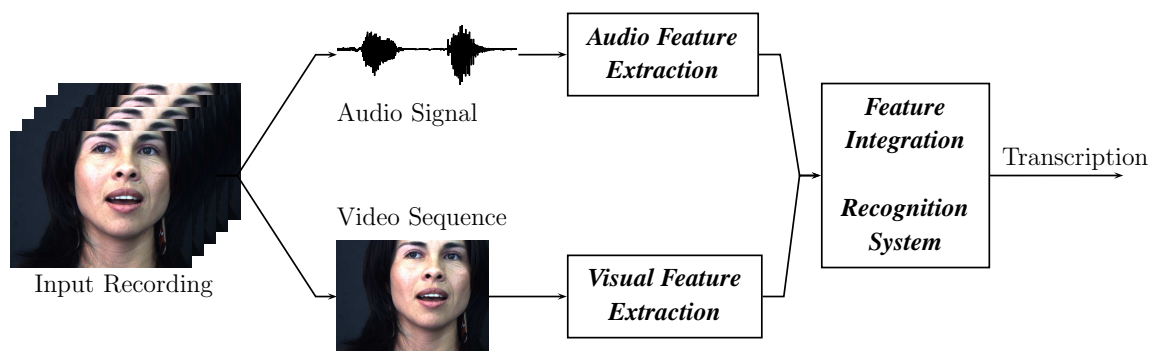 Audio Feature
Extraction
Audio Signal
Feature
Integration
Recognition
System
Transcription
Input Recording
Video Sequence
Visual Feature
Extraction